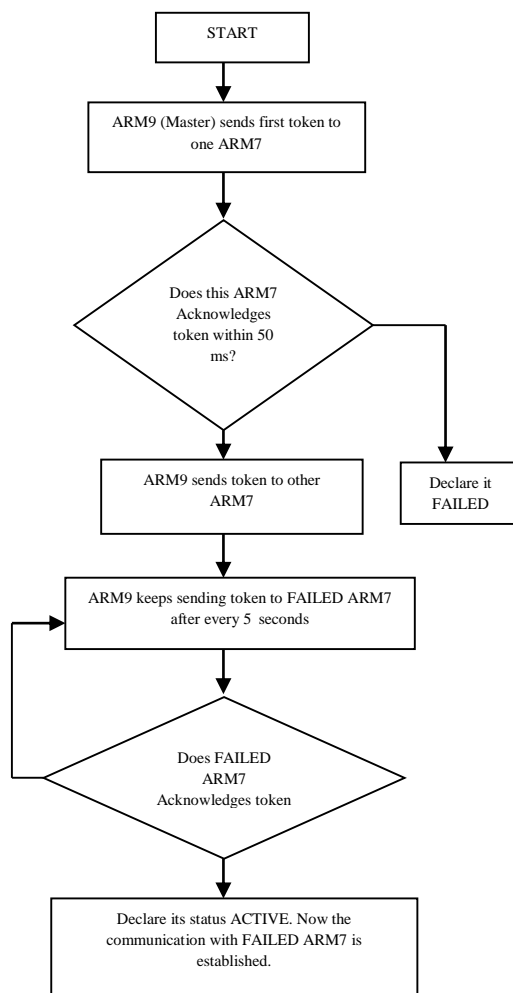 START
ARM9 (Master) sends first token to
one ARM7
Does this ARM7
Acknowledges
token within 50
ms?
ARM9 sends token to other
ARM7
Declare it
FAILED
ARM9 keeps sending token to FAILED ARM7
after every 5 seconds
Does FAILED
ARM7
Acknowledges token
Declare its status ACTIVE. Now the
communication with FAILED ARM7 is
established.